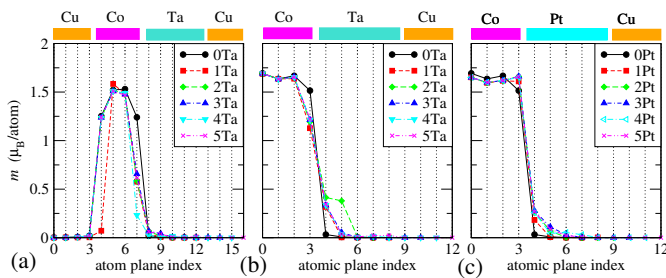 Cu Co Ta Cu Co Ta Cu Co Pt Cu
2
1.5
1
0.5
0
m (μB/atom)
0Ta
1Ta
2Ta
3Ta
4Ta
5Ta
0Ta
1Ta
2Ta
3Ta
4Ta
5Ta
0Pt
1Pt
2Pt
3Pt
4Pt
5Pt
(a) (b) (c)
0 3 6 9 12 15 0 3 6 9 12 0 3 6 9 12
atom plane index atomic plane index atomic plane index